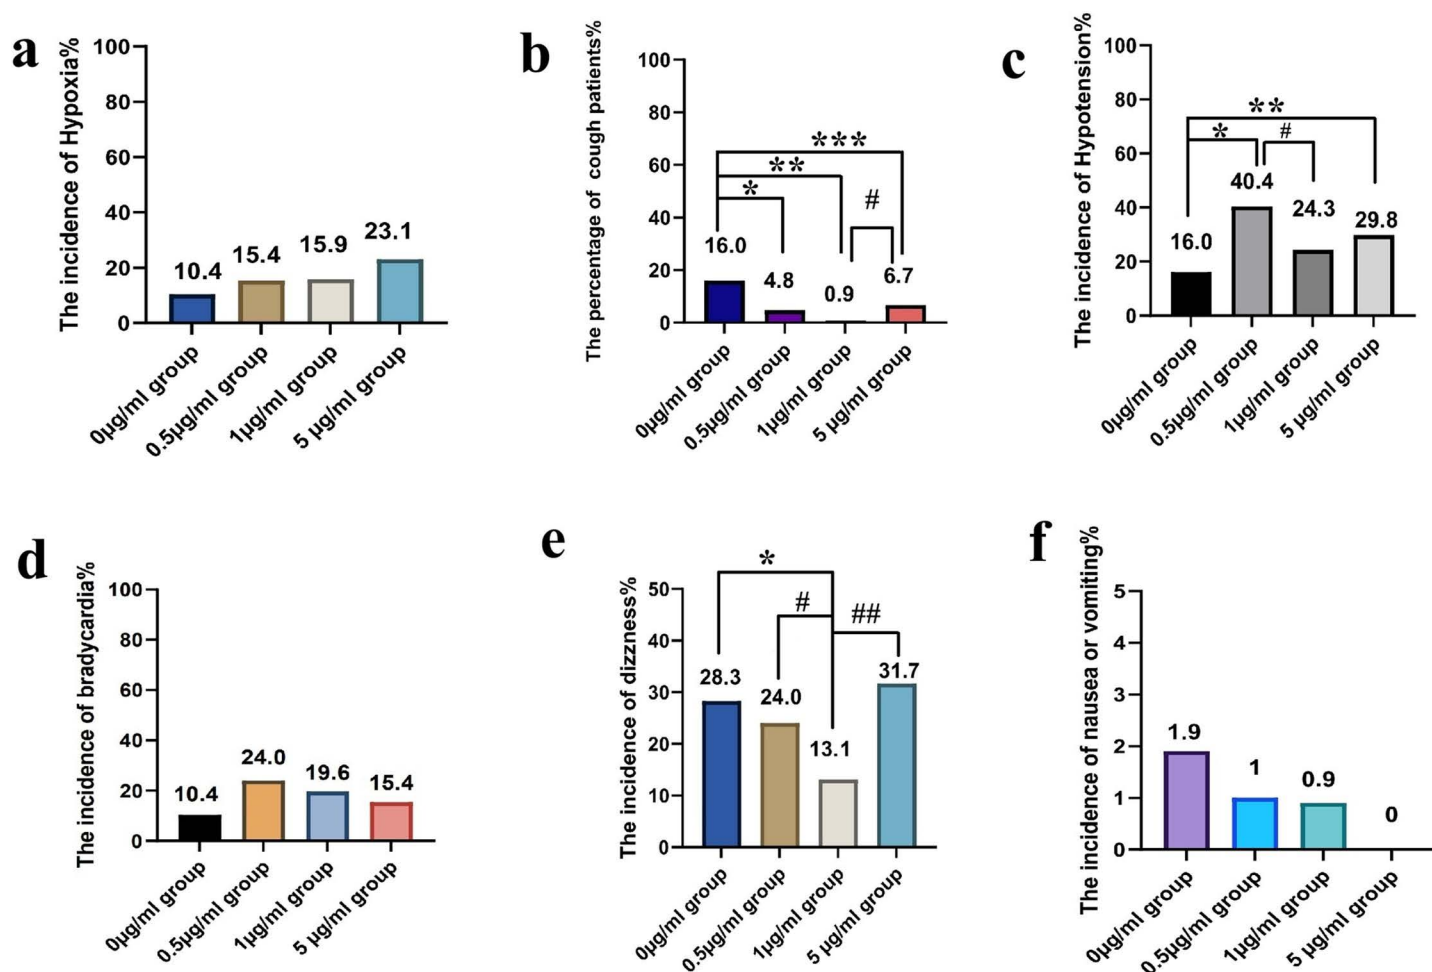 a
The incidence of Hypoxia%
100
80
60
40
20
0
10.4
15.4
15.9
23.1
0µg/ml group
0.5µg/ml group
1µg/ml group
5 µg/ml group
b
The percentage of cough patients%
100
80
60
40
20
0
***
**
*
#
16.0
4.8
0.9
6.7
0µg/ml group
0.5µg/ml group
1µg/ml group
5 µg/ml group
c
The incidence of Hypotension%
100
80
60
40
20
0
**
*
#
16.0
40.4
24.3
29.8
0µg/ml group
0.5µg/ml group
1µg/ml group
5 µg/ml group
d
The incidence of bradycardia%
100
80
60
40
20
0
10.4
24.0
19.6
15.4
0µg/ml group
0.5µg/ml group
1µg/ml group
5 µg/ml group
e
The incidence of dizzness%
50
40
30
20
10
0
*
#
##
28.3
24.0
13.1
31.7
0µg/ml group
0.5µg/ml group
1µg/ml group
5 µg/ml group
f
The incidence of nausea or vomiting%
5
4
3
2
1
0
1.9
1
0.9
0
0µg/ml group
0.5µg/ml group
1µg/ml group
5 µg/ml group